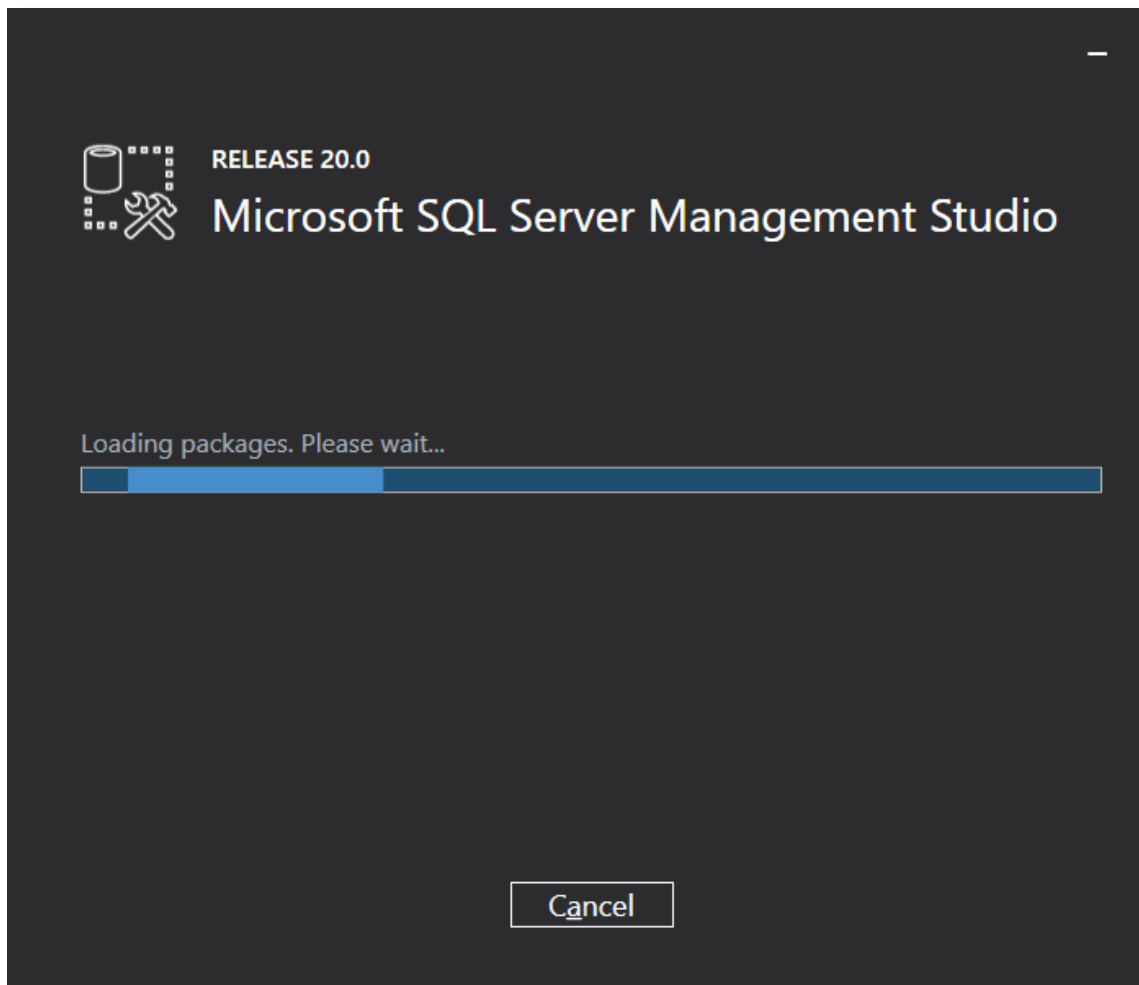 RELEASE 20.0
Microsoft SQL Server Management Studio
Loading packages. Please wait...
Cancel